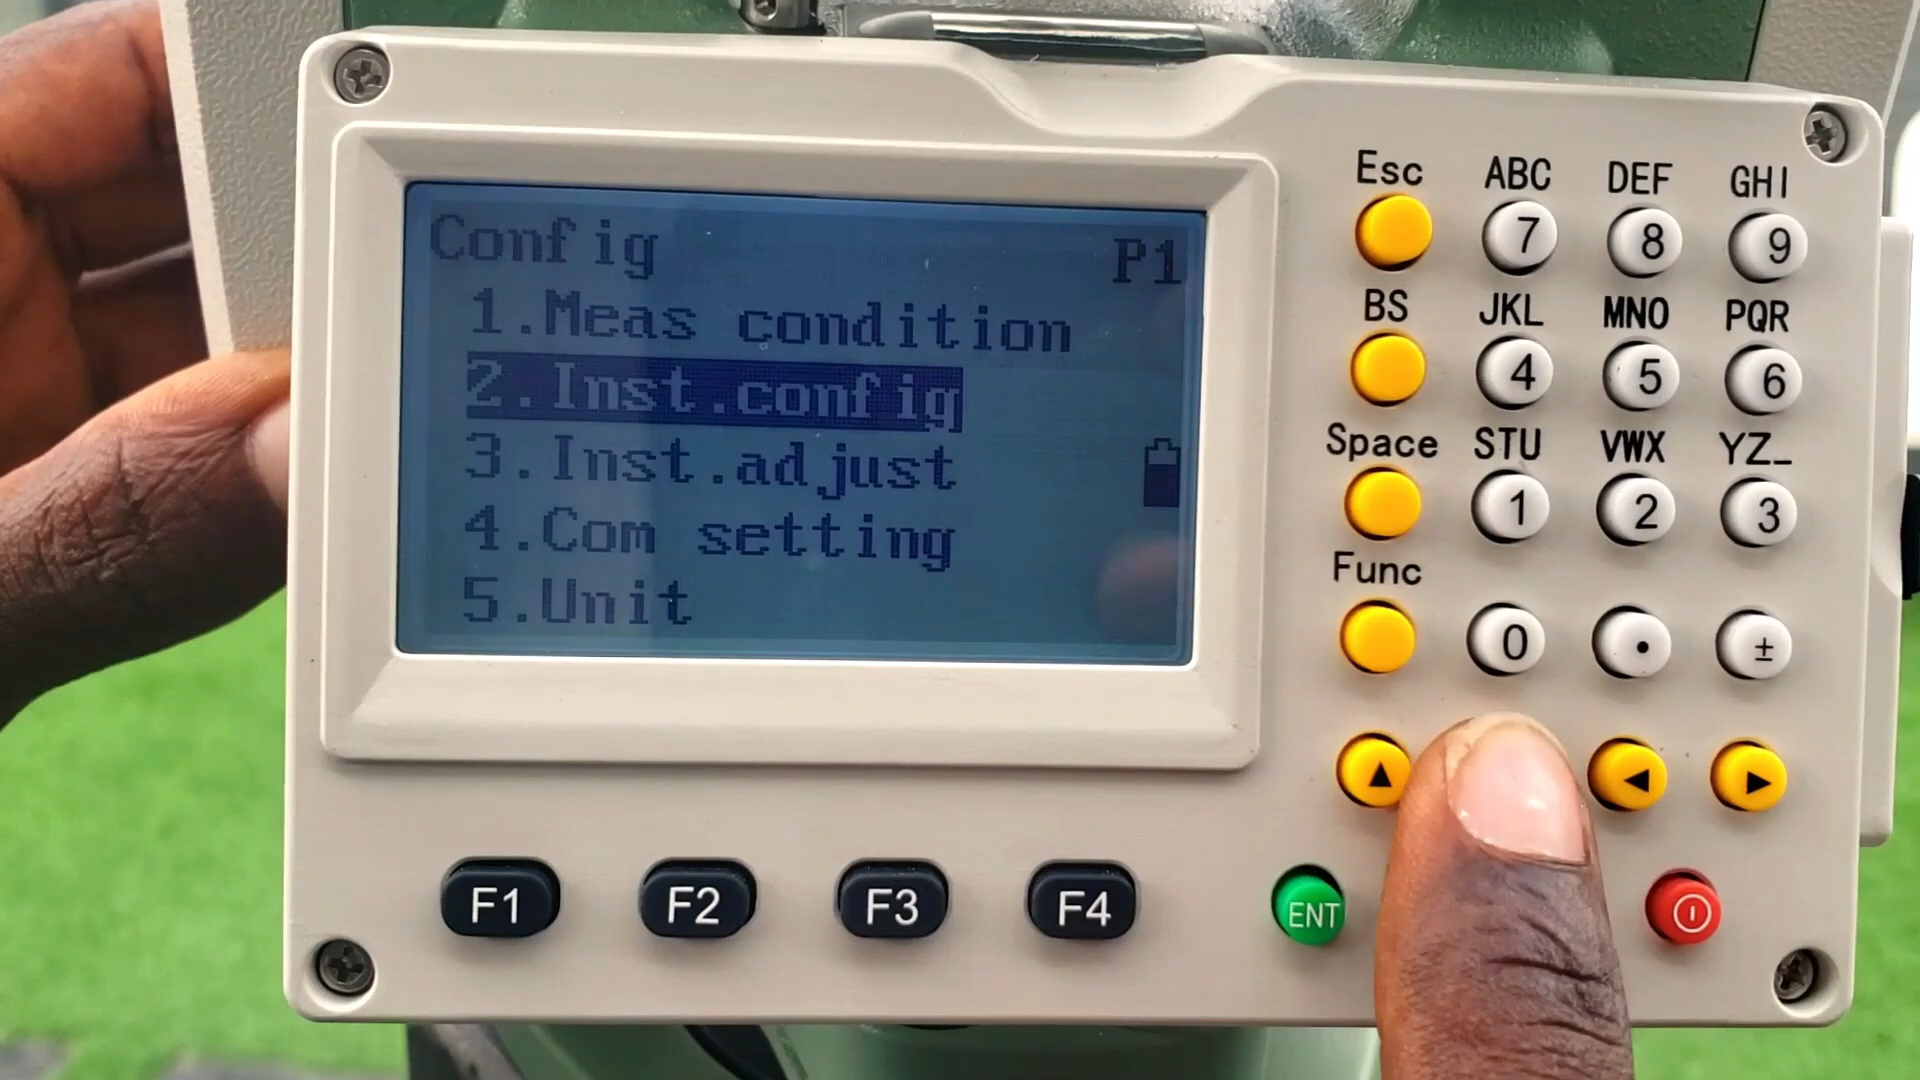 Config P1
1.Meas condition
2.Inst.config
3.Inst.adjust
4.Com setting
5.Unit
Esc ABC DEF GHI
7 8 9
BS JKL MNO PQR
4 5 6
Space STU VWX YZ_
1 2 3
Func
0 . ±
▲ ◀ ▶
F1 F2 F3 F4 ENT